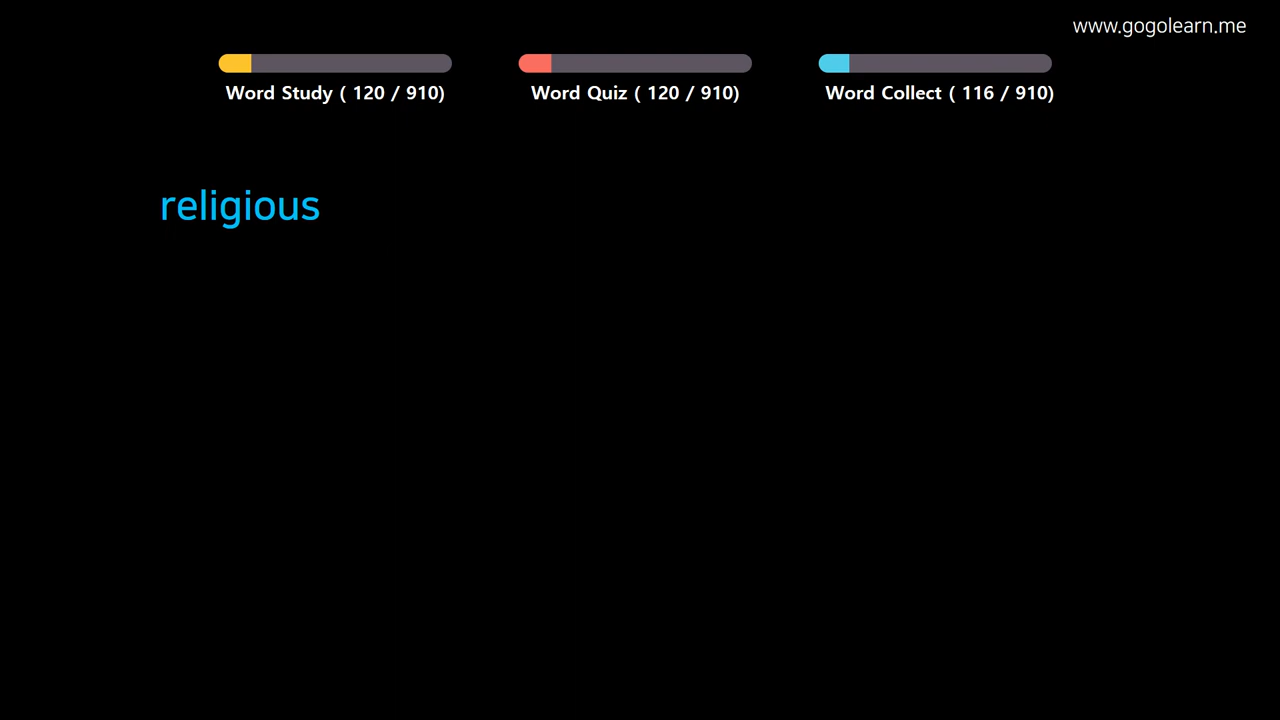 www.gogolearn.me
Word Study ( 120 / 910)
Word Quiz ( 120 / 910)
Word Collect ( 116 / 910)
religious